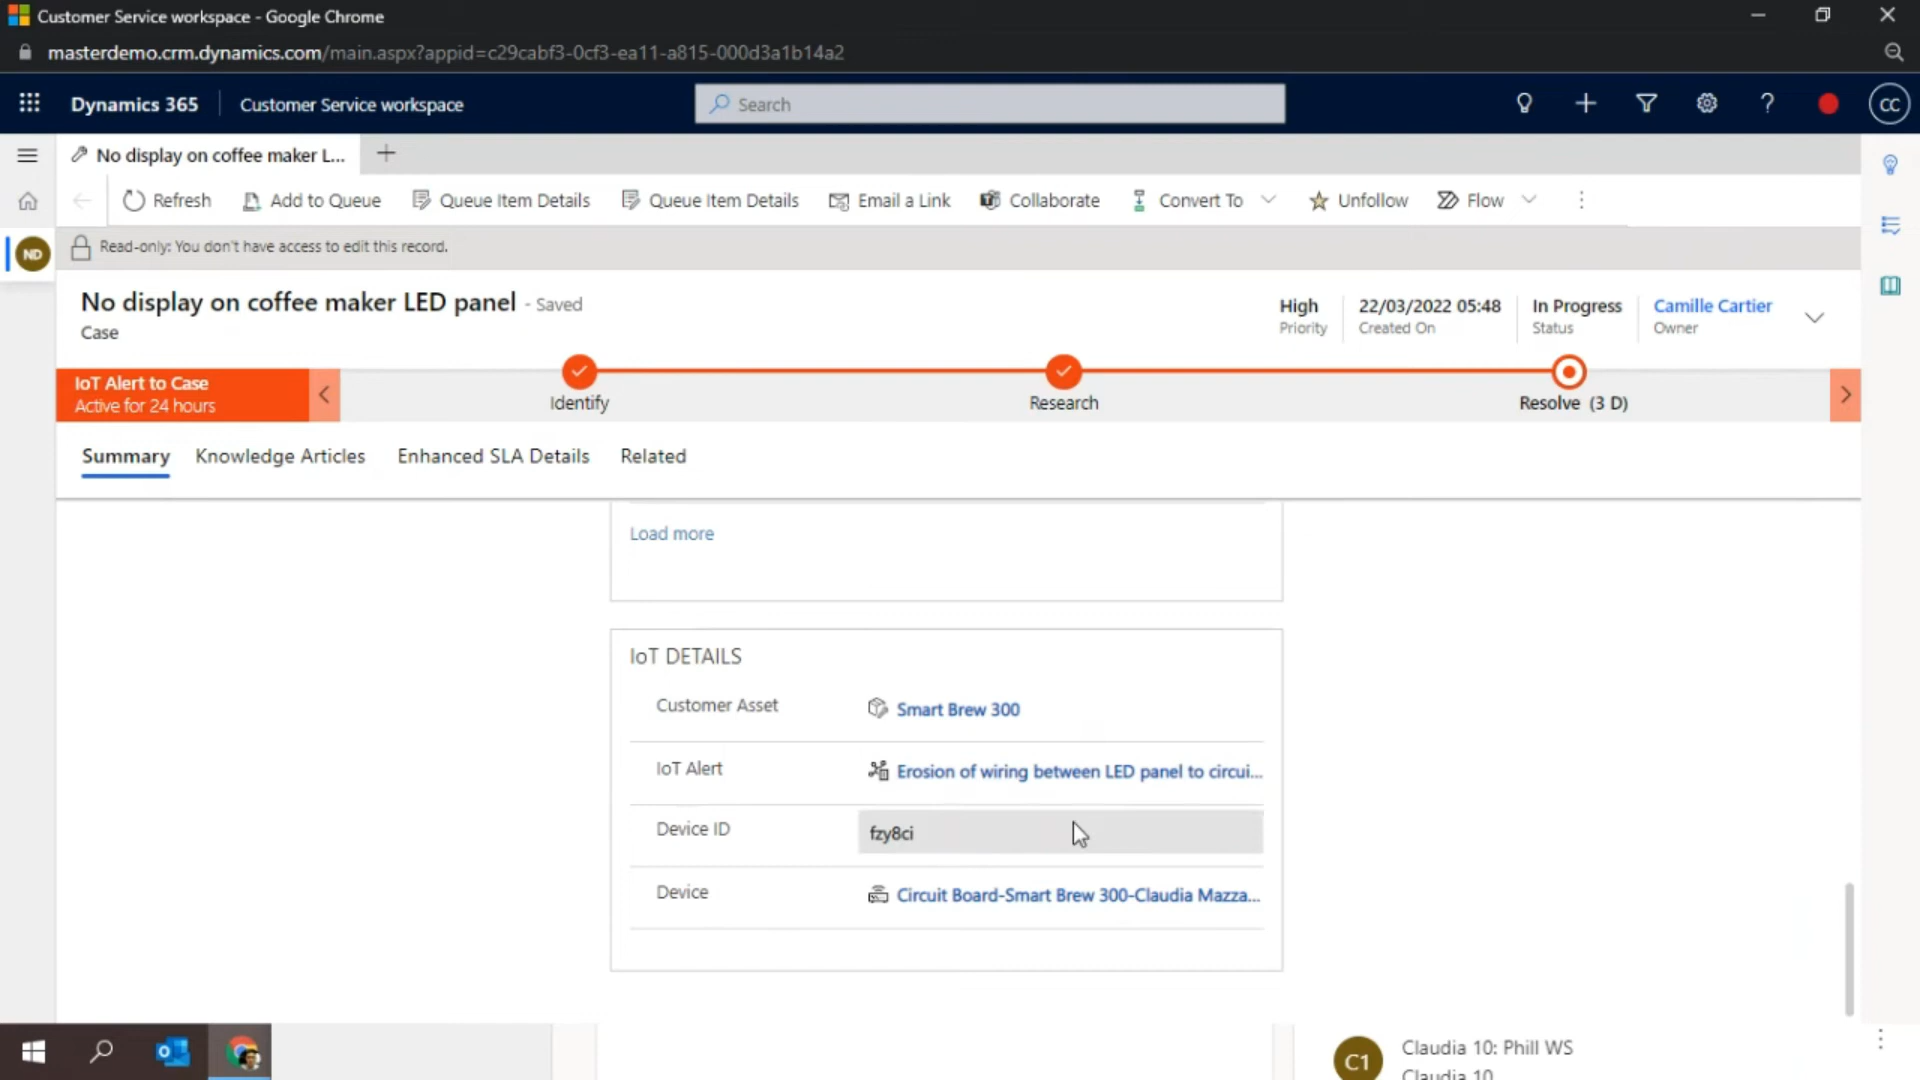 Customer Service workspace - Google Chrome
masterdemo.crm.dynamics.com/main.aspx?appid=c29cabf3-0cf3-ea11-a815-000d3a1b14a2
Dynamics 365
Customer Service workspace
Search
CC
No display on coffee maker L...
Refresh
Add to Queue
Queue Item Details
Queue Item Details
Email a Link
Collaborate
Convert To
Unfollow
Flow
ND
Read-only: You don't have access to edit this record.
No display on coffee maker LED panel - Saved
Case
High
Priority
22/03/2022 05:48
Created On
In Progress
Status
Camille Cartier
Owner
IoT Alert to Case
Active for 24 hours
Identify
Research
Resolve (3 D)
Summary
Knowledge Articles
Enhanced SLA Details
Related
Load more
IoT DETAILS
Customer Asset
Smart Brew 300
IoT Alert
Erosion of wiring between LED panel to circui...
Device ID
fzy8ci
Device
Circuit Board-Smart Brew 300-Claudia Mazza...
C1
Claudia 10: Phill WS
Claudia 10